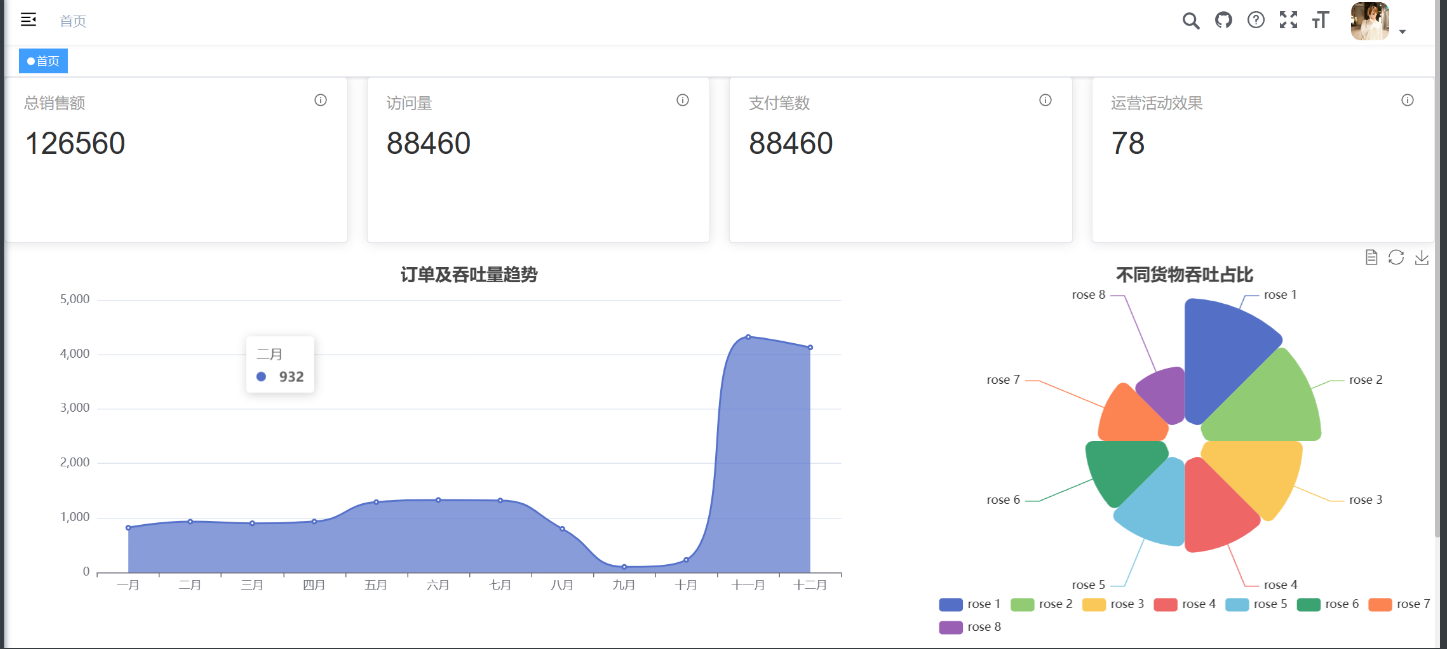 首页
首页
总销售额
126560
访问量
88460
支付笔数
88460
运营活动效果
78
订单及吞吐量趋势
5,000
4,000
3,000
2,000
1,000
0
二月
932
一月 二月 三月 四月 五月 六月 七月 八月 九月 十月 十一月 十二月
不同货物吞吐占比
rose 8 rose 1
rose 7 rose 2
rose 6 rose 3
rose 5 rose 4
rose 1 rose 2 rose 3 rose 4 rose 5 rose 6 rose 7
rose 8